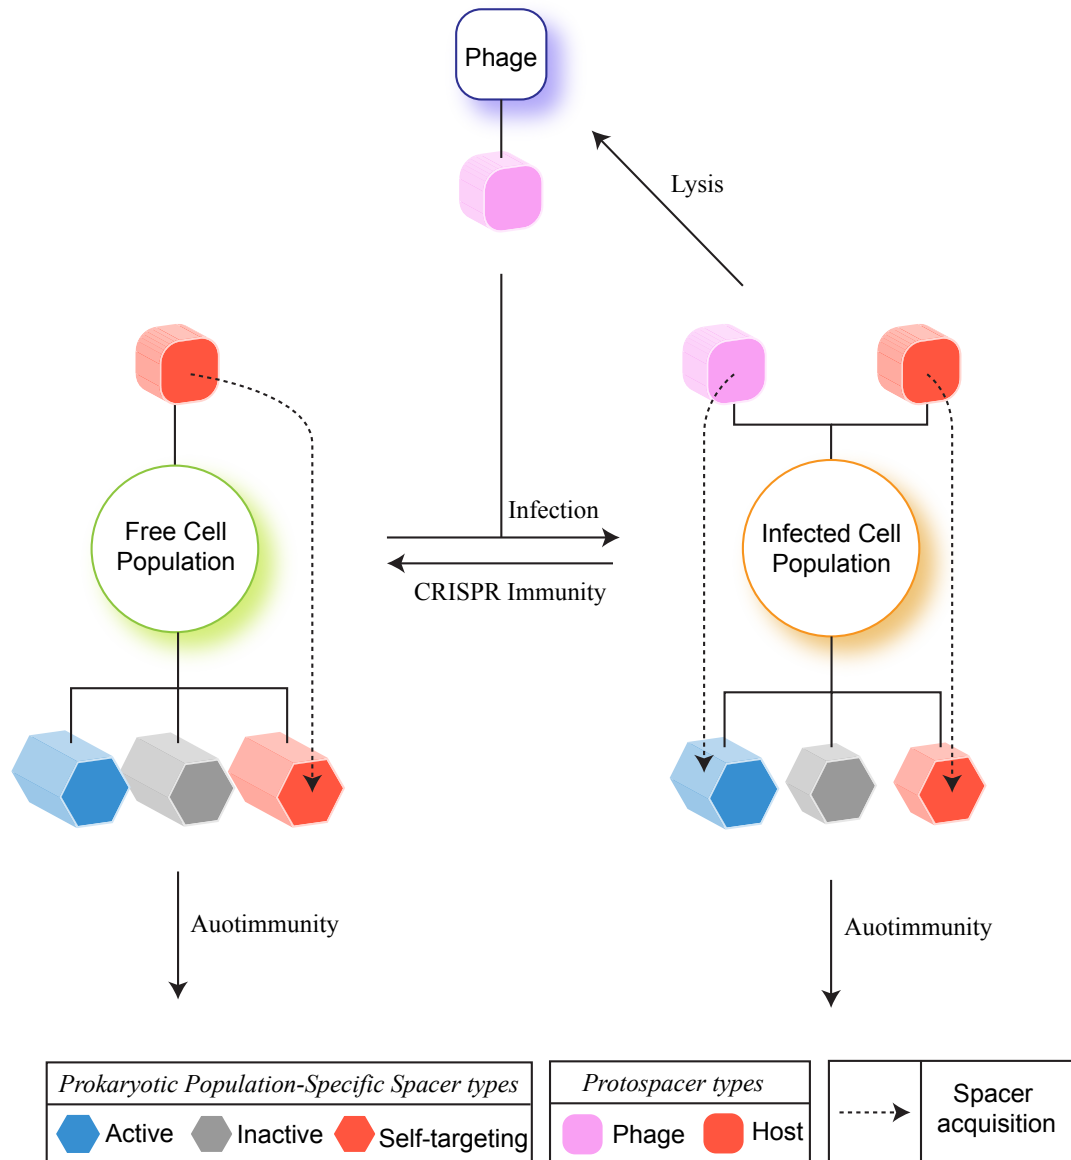 Phage
Lysis
Free Cell
Population
Infection
CRISPR Immunity
Infected Cell
Population
Auotimmunity
Auotimmunity
Prokaryotic Population-Specific Spacer types
Active
Inactive
Self-targeting
Protospacer types
Phage
Host
Spacer
acquisition